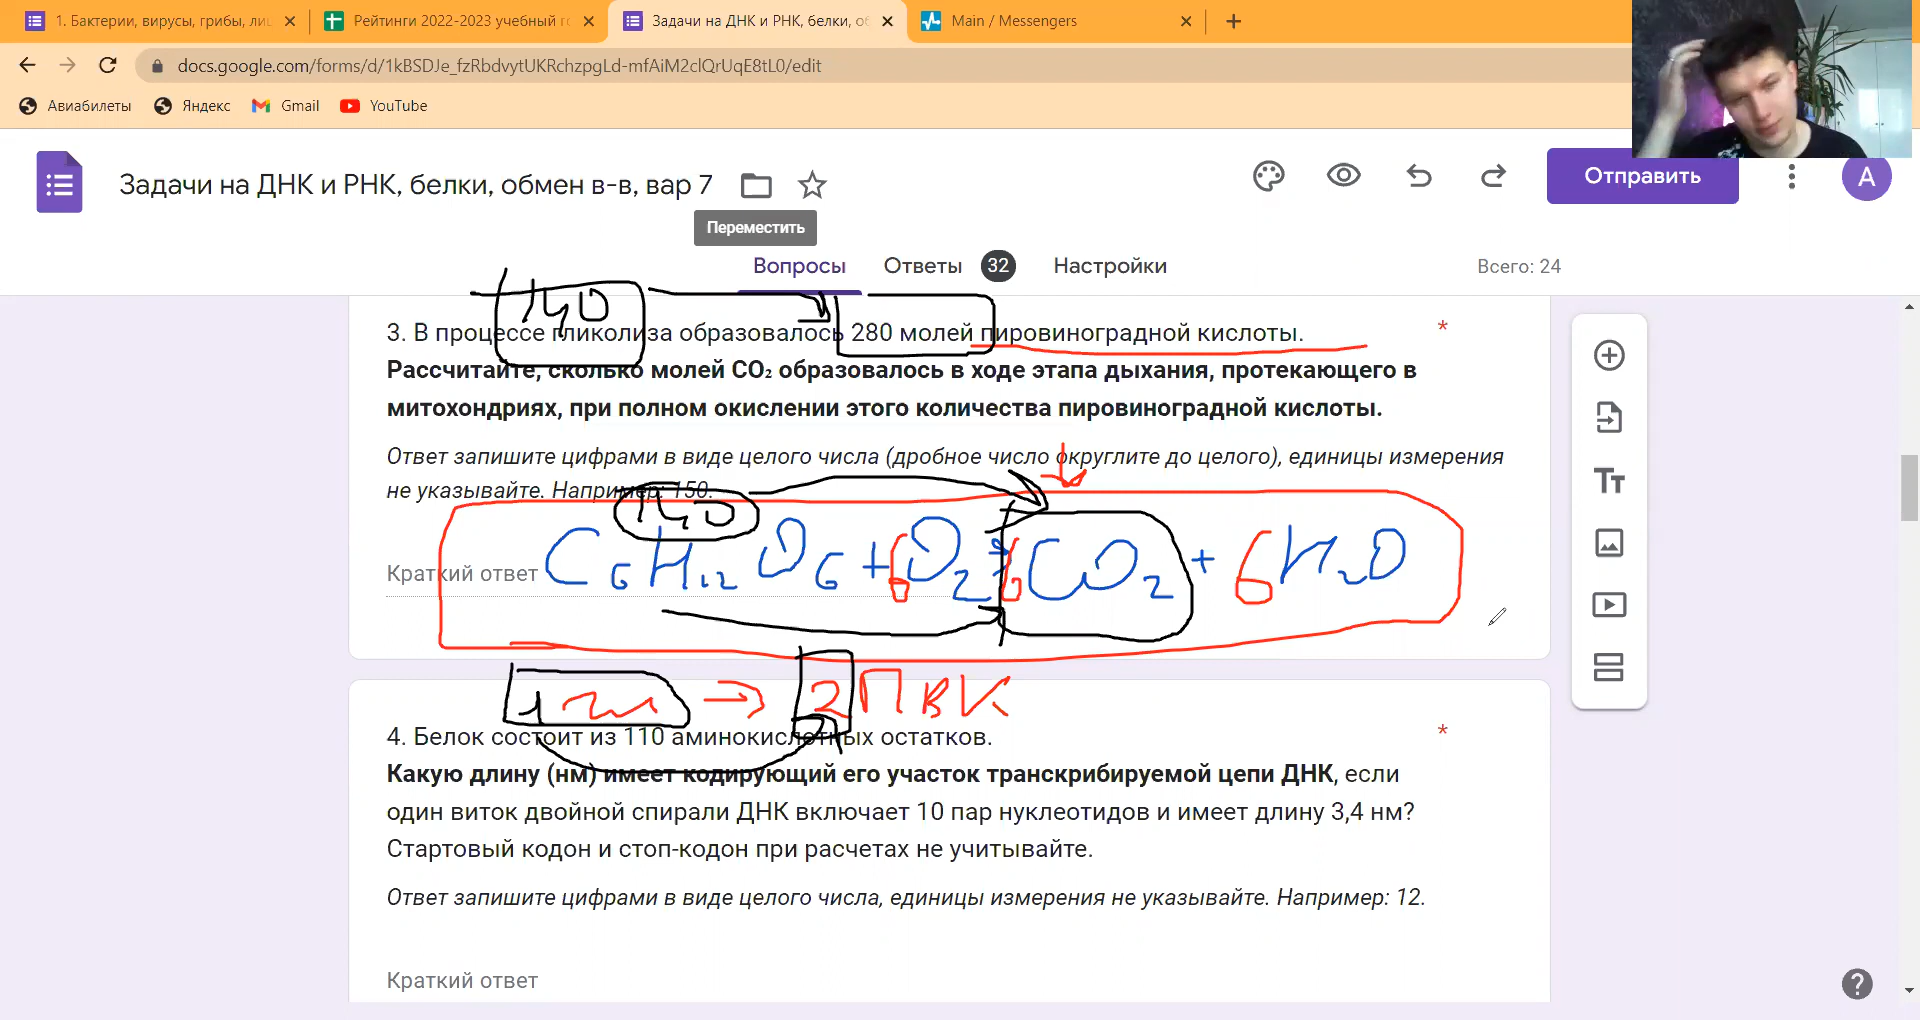 1. Бактерии, вирусы, грибы, ли
Рейтинги 2022-2023 учебный г
Задачи на ДНК и РНК, белки, об
Main / Messengers
docs.google.com/forms/d/1kBSDJe_fzRbdvytUKRchzpgLd-mfAiM2clQrUqE8tL0/edit
Авиабилеты
Яндекс
Gmail
YouTube
Задачи на ДНК и РНК, белки, обмен в-в, вар 7
Отправить
А
Переместить
Вопросы
Ответы 32
Настройки
Всего: 24
140
3. В процессе гликолиза образовалось 280 молей пировиноградной кислоты. *
Рассчитайте, сколько молей CO₂ образовалось в ходе этапа дыхания, протекающего в
митохондриях, при полном окислении этого количества пировиноградной кислоты.
Ответ запишите цифрами в виде целого числа (дробное число округлите до целого), единицы измерения
не указывайте. Например: 150.
140
C₆H₁₂O₆ + 6O₂ → 6CO₂ + 6H₂O
Краткий ответ
1 гл → 2 ПВК
4. Белок состоит из 110 аминокислотных остатков. *
Какую длину (нм) имеет кодирующий его участок транскрибируемой цепи ДНК, если
один виток двойной спирали ДНК включает 10 пар нуклеотидов и имеет длину 3,4 нм?
Стартовый кодон и стоп-кодон при расчетах не учитывайте.
Ответ запишите цифрами в виде целого числа, единицы измерения не указывайте. Например: 12.
Краткий ответ